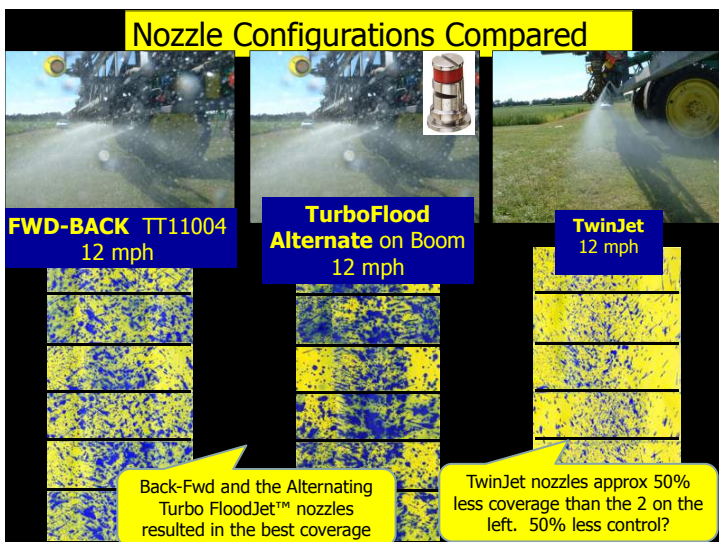 Nozzle Configurations Compared
FWD-BACK TT11004
12 mph
TurboFlood
Alternate on Boom
12 mph
TwinJet
12 mph
Back-Fwd and the Alternating
Turbo FloodJet™ nozzles
resulted in the best coverage
TwinJet nozzles approx 50%
less coverage than the 2 on the
left. 50% less control?